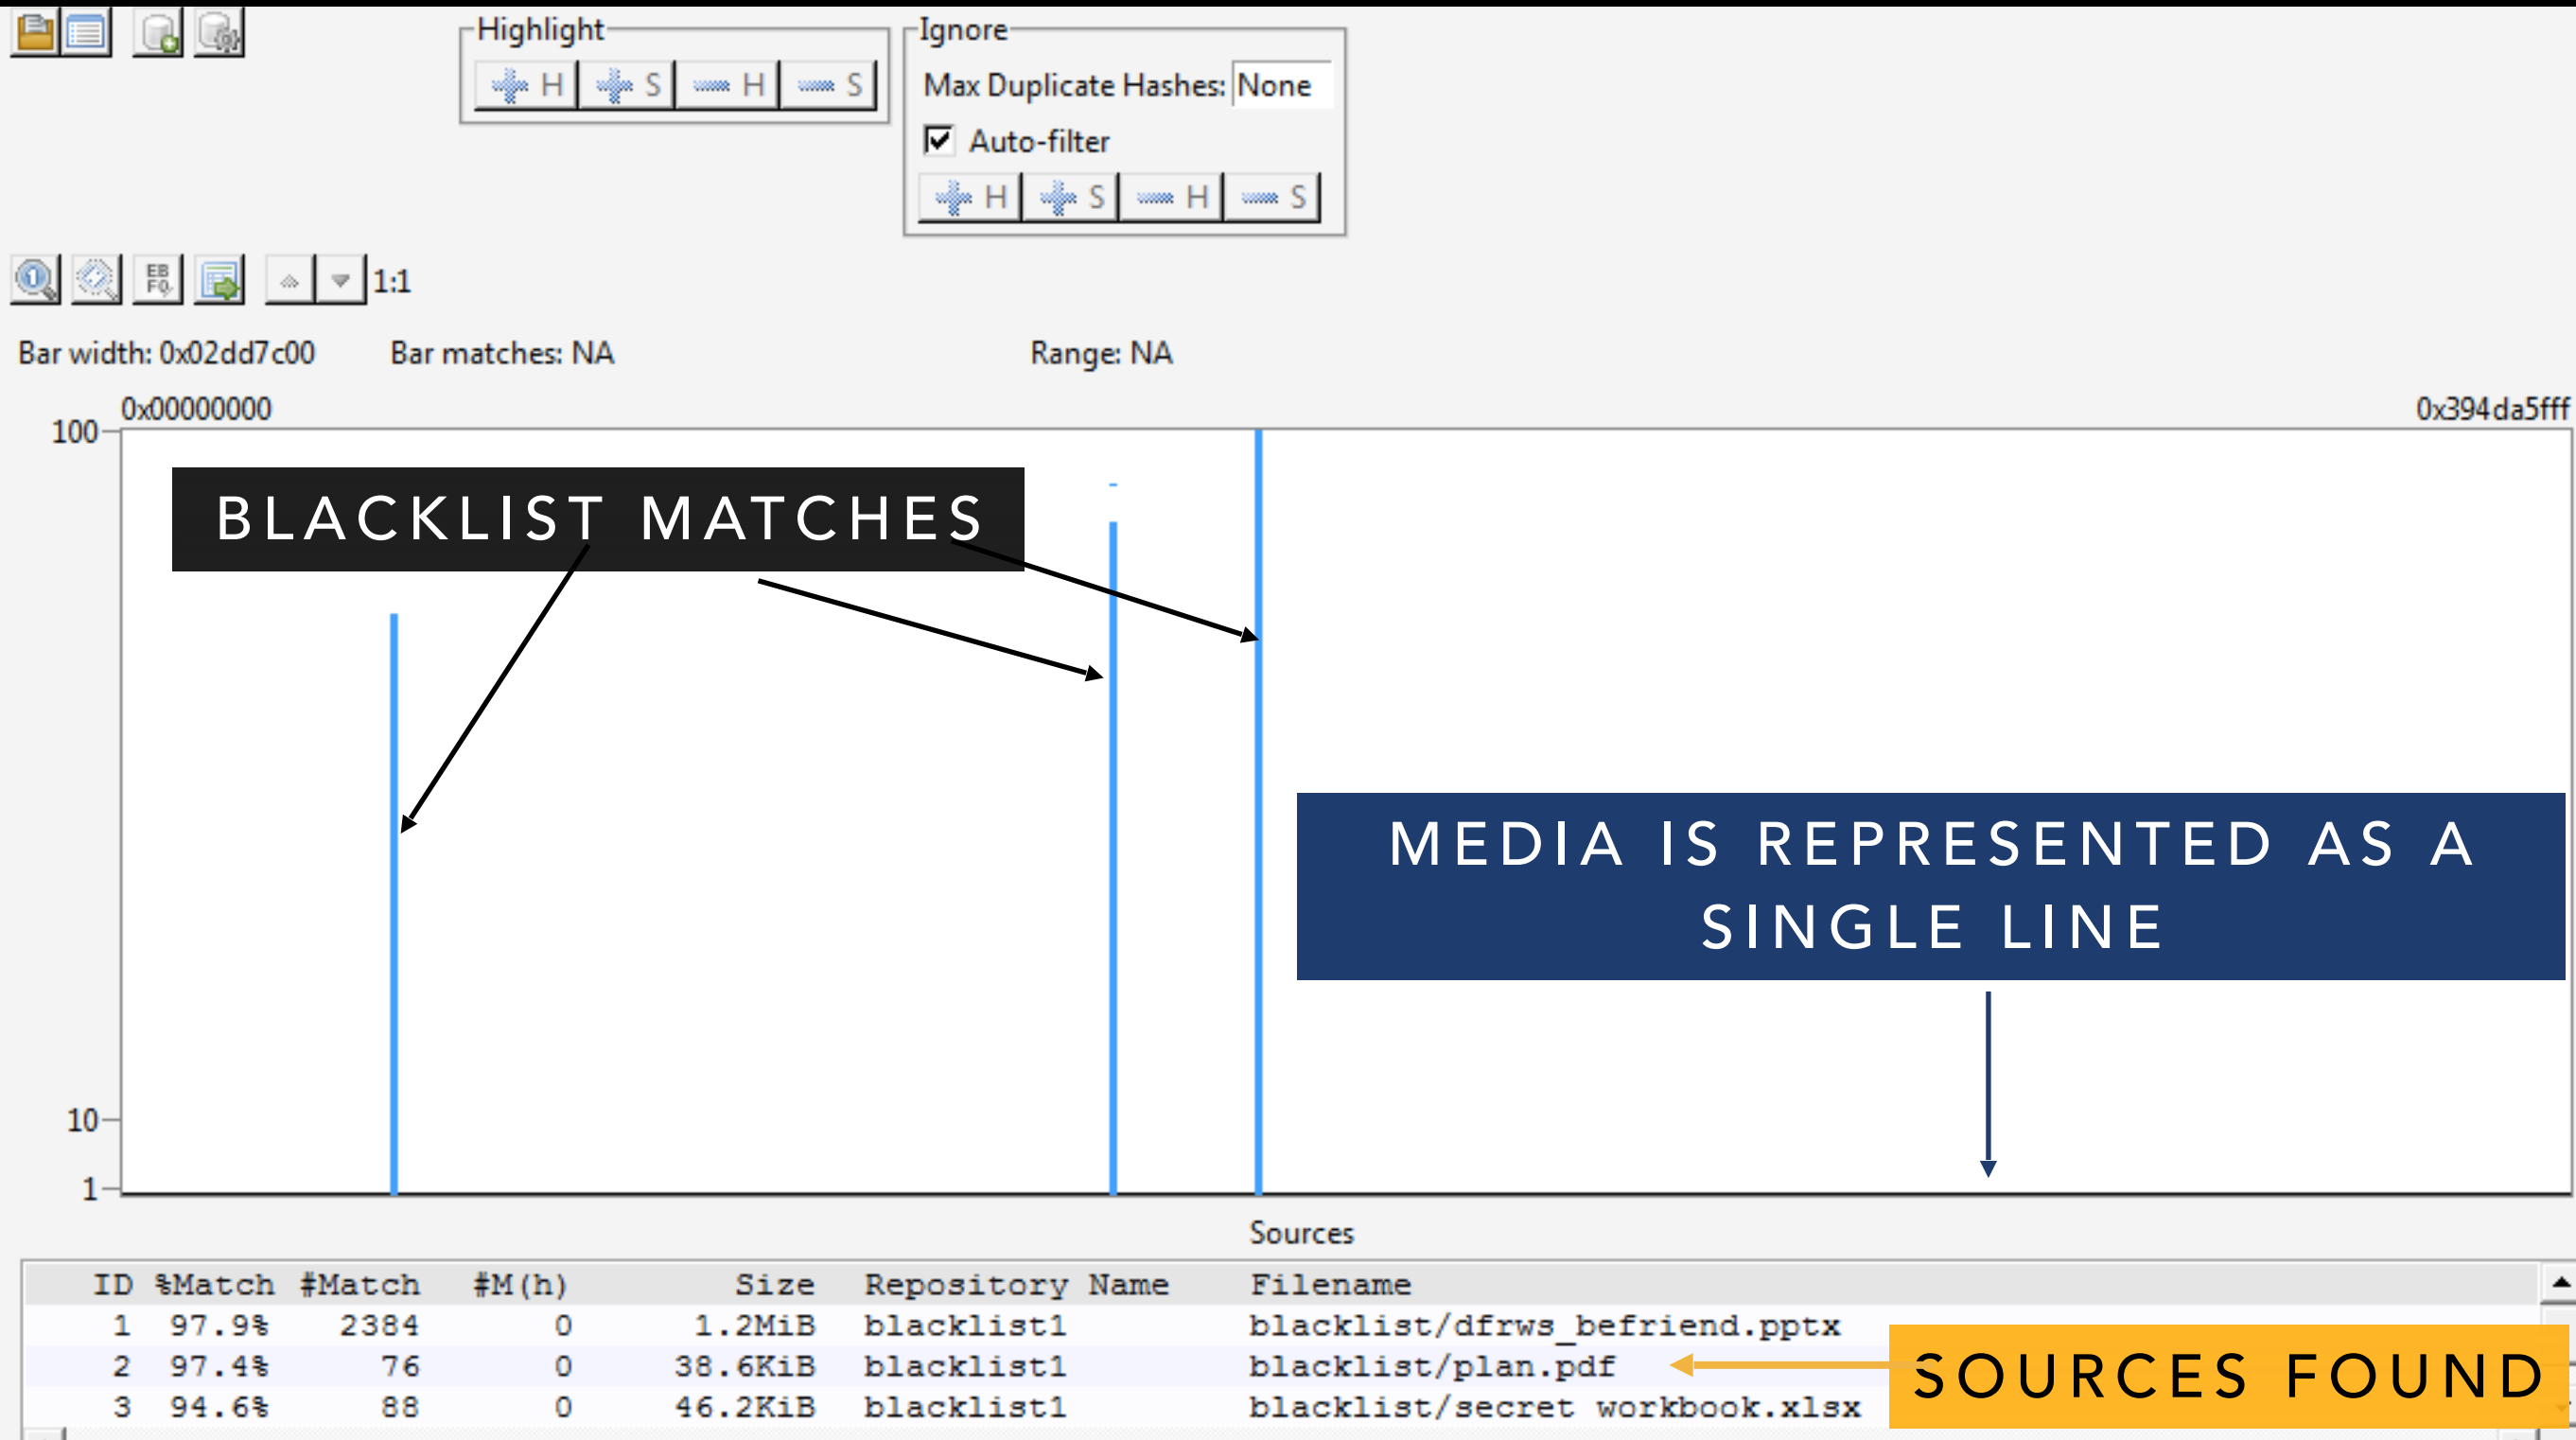 Highlight
H S H S
Ignore
Max Duplicate Hashes: None
Auto-filter
H S H S
1:1
Bar width: 0x02dd7c00 Bar matches: NA Range: NA
0x00000000 0x394da5fff
100
BLACKLIST MATCHES
MEDIA IS REPRESENTED AS A
SINGLE LINE
10
1
Sources
ID %Match #Match #M(h) Size Repository Name Filename
1 97.9% 2384 0 1.2MiB blacklist1 blacklist/dfrws_befriend.pptx
2 97.4% 76 0 38.6KiB blacklist1 blacklist/plan.pdf
3 94.6% 88 0 46.2KiB blacklist1 blacklist/secret workbook.xlsx
SOURCES FOUND